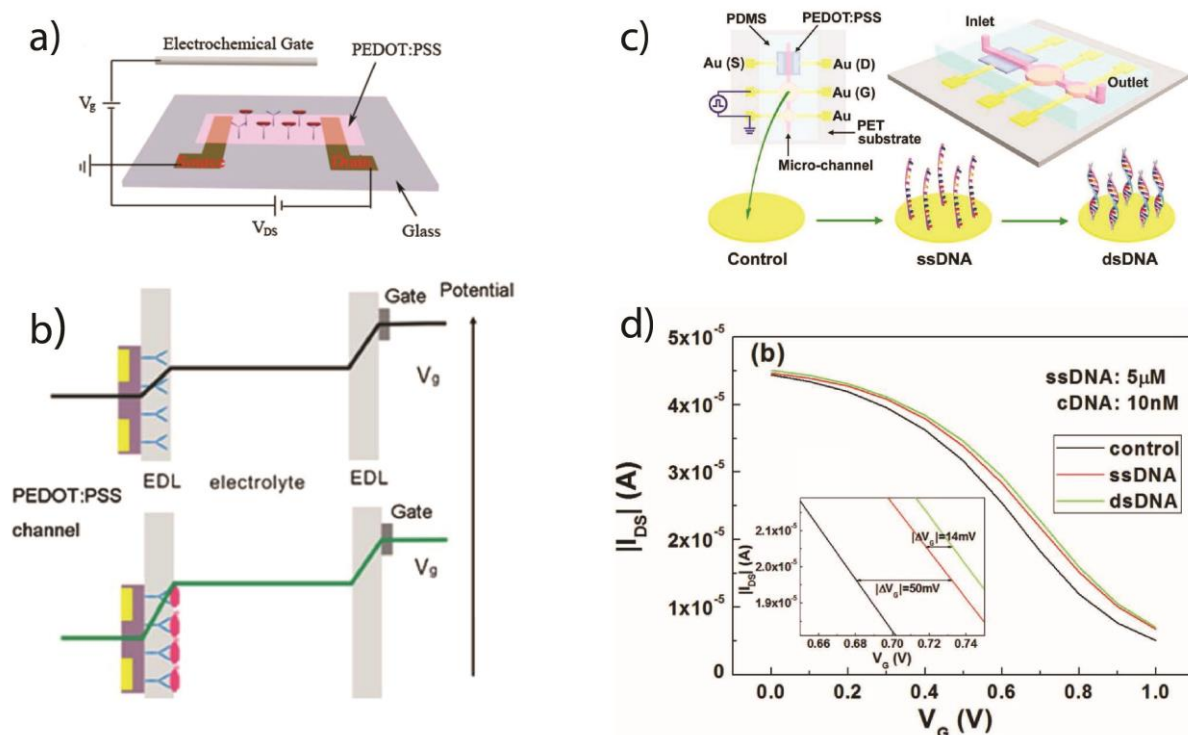 a)
Electrochemical Gate
PEDOT:PSS
Vg
Source
Drain
VDS
Glass
b)
Gate
Potential
Vg
EDL
electrolyte
EDL
PEDOT:PSS
channel
Gate
Vg
c)
PDMS
PEDOT:PSS
Au (S)
Au (D)
Au (G)
Au
PET
substrate
Micro-channel
Inlet
Outlet
Control
ssDNA
dsDNA
d)
(b)
5x10⁻⁵
4x10⁻⁵
3x10⁻⁵
2x10⁻⁵
1x10⁻⁵
0
|IDS| (A)
ssDNA: 5μM
cDNA: 10nM
control
ssDNA
dsDNA
2.1x10⁻⁵
2.0x10⁻⁵
1.9x10⁻⁵
|IDS| (A)
|ΔVG|=14mV
|ΔVG|=50mV
0.66 0.68 0.70 0.72 0.74
VG (V)
0.0 0.2 0.4 0.6 0.8 1.0
VG (V)